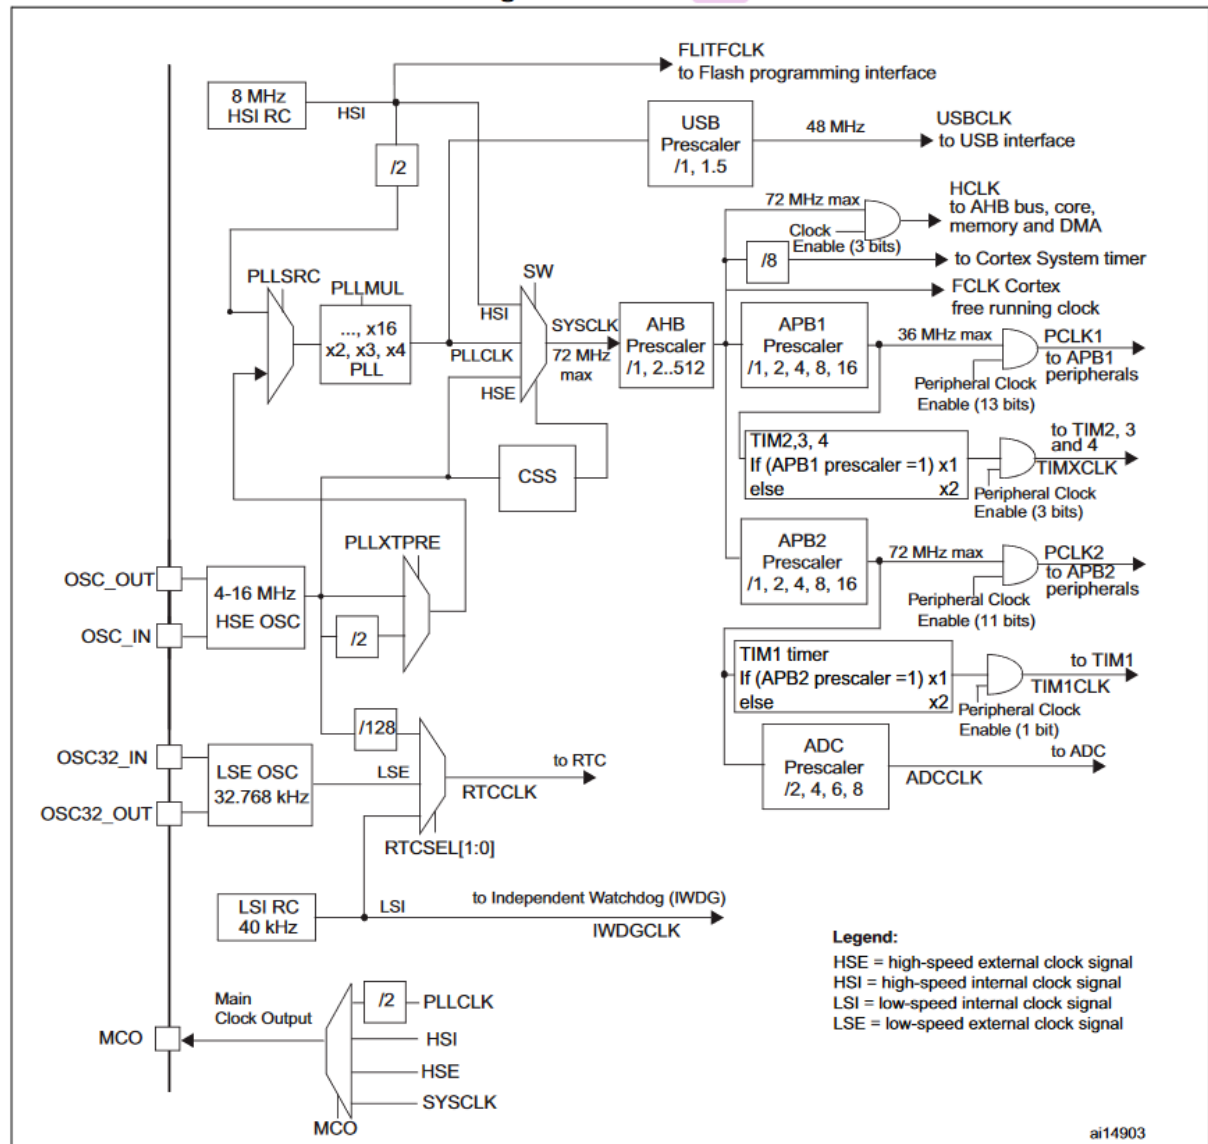 FLITFCLK
to Flash programming interface
8 MHz
HSI RC
HSI
/2
USB
Prescaler
/1, 1.5
48 MHz
USBCLK
to USB interface
72 MHz max
Clock
Enable (3 bits)
HCLK
to AHB bus, core,
memory and DMA
/8
to Cortex System timer
FCLK Cortex
free running clock
PLLSRC
PLLMUL
..., x16
x2, x3, x4
PLL
SW
HSI
PLLCLK
HSE
SYSCLK
72 MHz
max
AHB
Prescaler
/1, 2..512
APB1
Prescaler
/1, 2, 4, 8, 16
36 MHz max
PCLK1
to APB1
peripherals
Peripheral Clock
Enable (13 bits)
TIM2,3, 4
If (APB1 prescaler =1) x1
else x2
to TIM2, 3
and 4
TIMXCLK
Peripheral Clock
Enable (3 bits)
CSS
PLLXTPRE
OSC_OUT
OSC_IN
4-16 MHz
HSE OSC
/2
APB2
Prescaler
/1, 2, 4, 8, 16
72 MHz max
PCLK2
to APB2
peripherals
Peripheral Clock
Enable (11 bits)
TIM1 timer
If (APB2 prescaler =1) x1
else x2
to TIM1
TIM1CLK
Peripheral Clock
Enable (1 bit)
/128
OSC32_IN
OSC32_OUT
LSE OSC
32.768 kHz
LSE
to RTC
RTCCLK
RTCSEL[1:0]
ADC
Prescaler
/2, 4, 6, 8
to ADC
ADCCLK
LSI RC
40 kHz
LSI
to Independent Watchdog (IWDG)
IWDGCLK
Legend:
HSE = high-speed external clock signal
HSI = high-speed internal clock signal
LSI = low-speed internal clock signal
LSE = low-speed external clock signal
Main
Clock Output
MCO
/2
PLLCLK
HSI
HSE
SYSCLK
MCO
ai14903